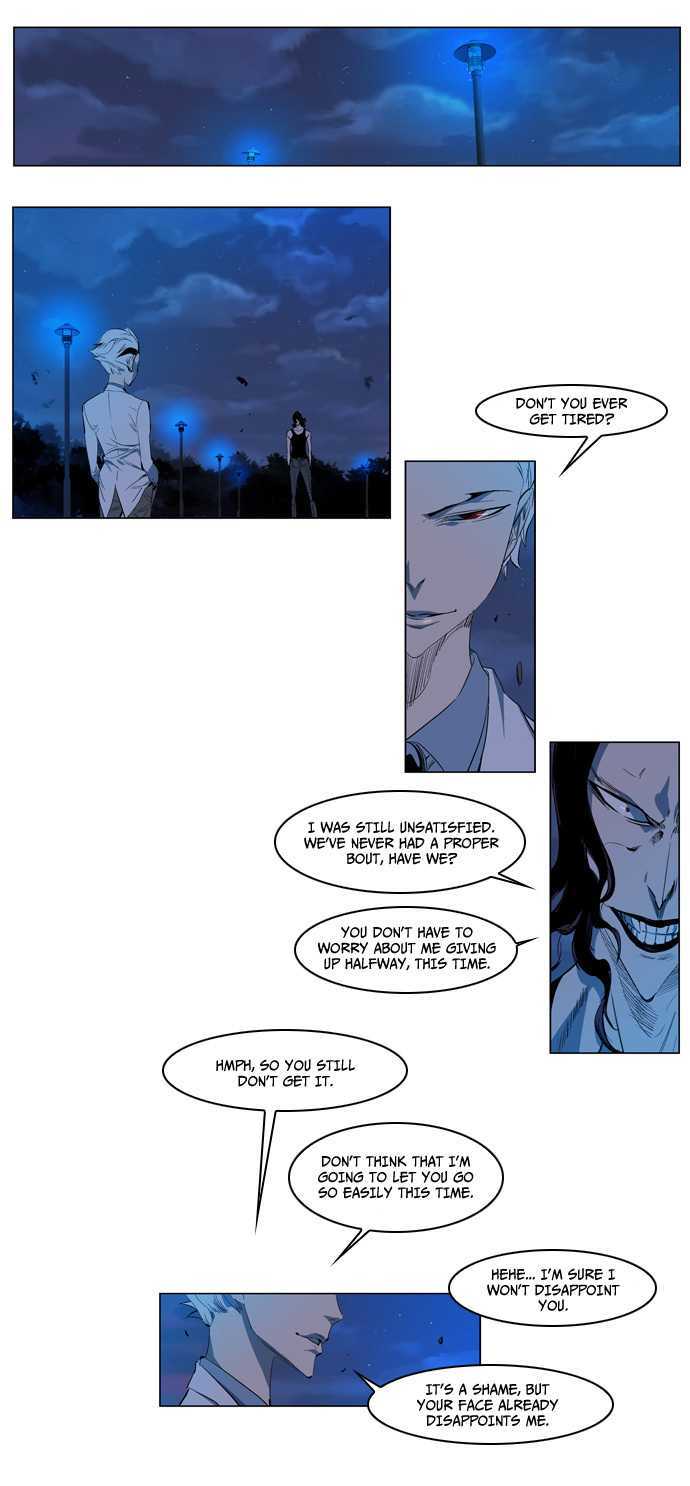 DON'T YOU EVER
GET TIRED?
I WAS STILL UNSATISFIED.
WE'VE NEVER HAD A PROPER
BOUT, HAVE WE?
YOU DON'T HAVE TO
WORRY ABOUT ME GIVING
UP HALFWAY, THIS TIME.
HMPH, SO YOU STILL
DON'T GET IT.
DON'T THINK THAT I'M
GOING TO LET YOU GO
SO EASILY THIS TIME.
HEHE... I'M SURE I
WON'T DISAPPOINT
YOU.
IT'S A SHAME, BUT
YOUR FACE ALREADY
DISAPPOINTS ME.